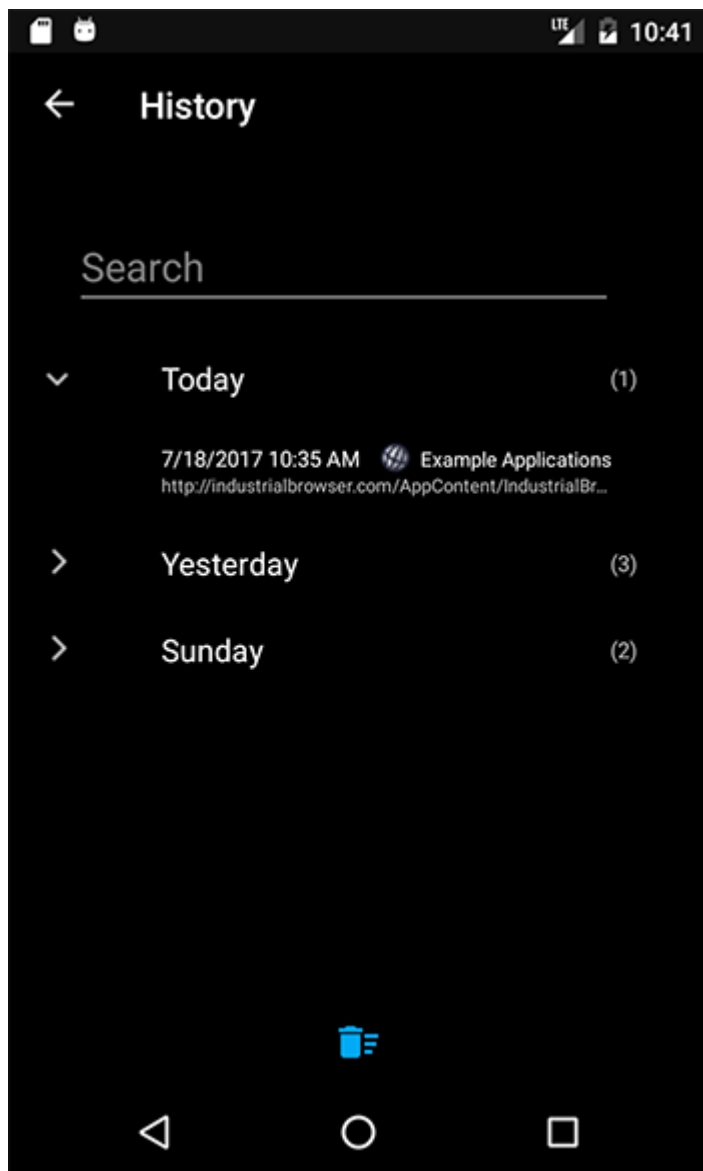 LTE 10:41
History
Search
Today (1)
7/18/2017 10:35 AM Example Applications
http://industrialbrowser.com/AppContent/IndustrialBr...
Yesterday (3)
Sunday (2)